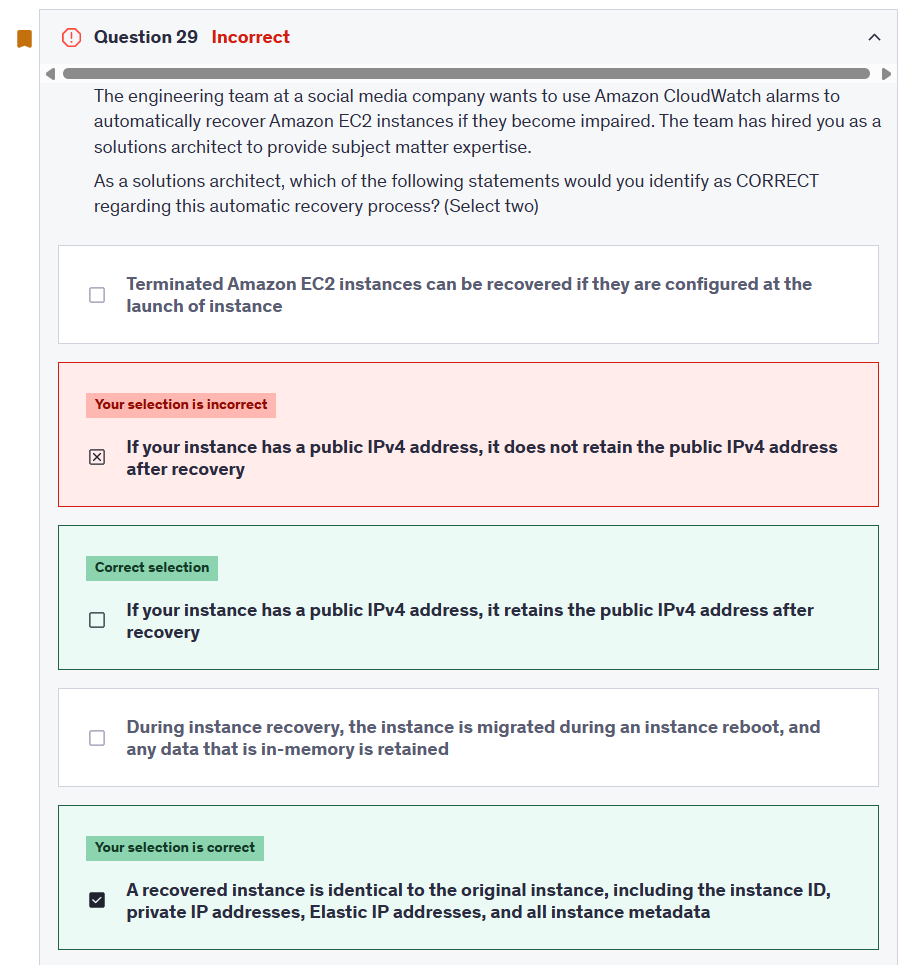 Question 29 Incorrect
The engineering team at a social media company wants to use Amazon CloudWatch alarms to
automatically recover Amazon EC2 instances if they become impaired. The team has hired you as a
solutions architect to provide subject matter expertise.
As a solutions architect, which of the following statements would you identify as CORRECT
regarding this automatic recovery process? (Select two)
Terminated Amazon EC2 instances can be recovered if they are configured at the
launch of instance
Your selection is incorrect
If your instance has a public IPv4 address, it does not retain the public IPv4 address
after recovery
Correct selection
If your instance has a public IPv4 address, it retains the public IPv4 address after
recovery
During instance recovery, the instance is migrated during an instance reboot, and
any data that is in-memory is retained
Your selection is correct
A recovered instance is identical to the original instance, including the instance ID,
private IP addresses, Elastic IP addresses, and all instance metadata